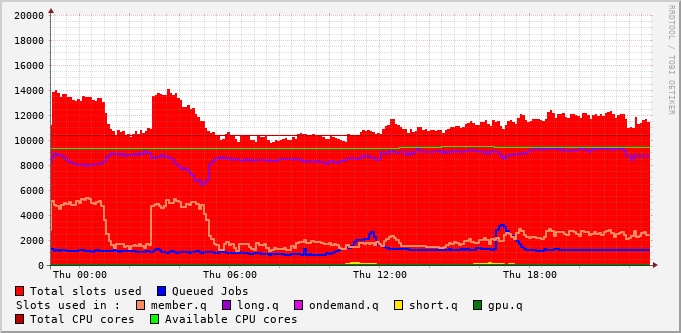 20000
18000
16000
14000
12000
10000
8000
6000
4000
2000
0
Thu 00:00 Thu 06:00 Thu 12:00 Thu 18:00
RRDTOOL / TOBI OETIKER
Total slots used Queued Jobs
Slots used in : member.q long.q ondemand.q short.q gpu.q
Total CPU cores Available CPU cores